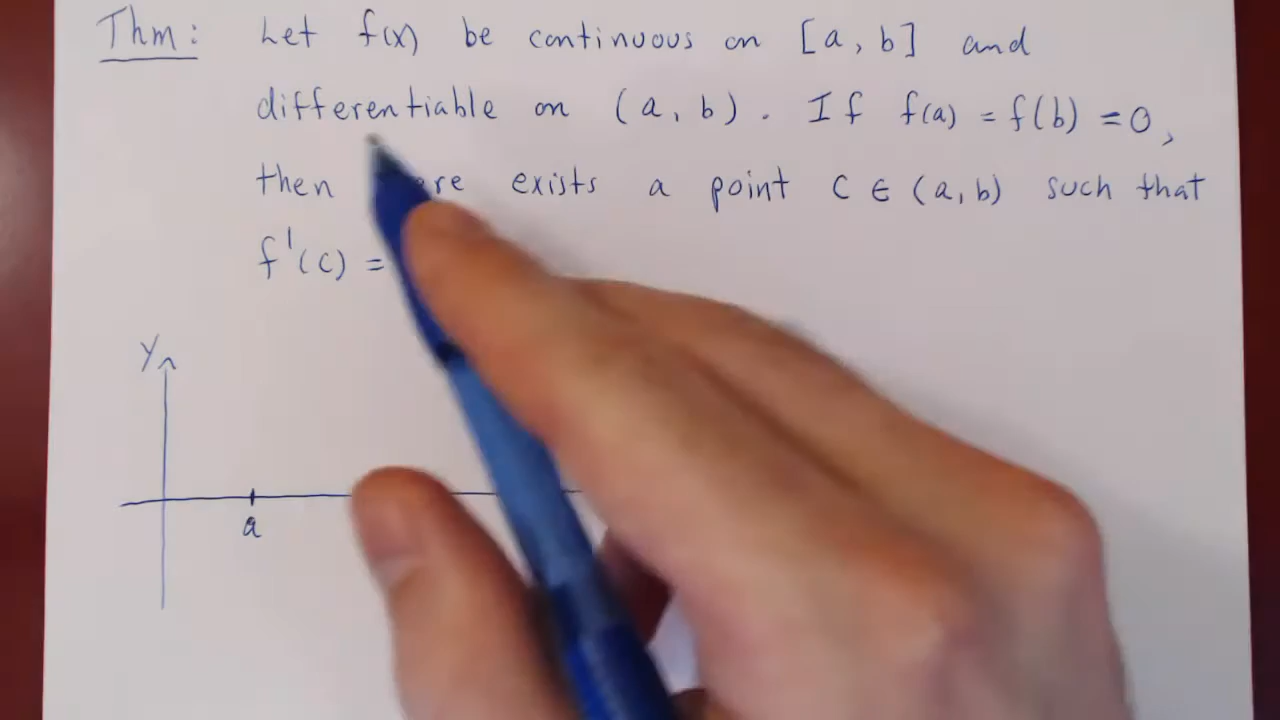 Thm: Let f(x) be continuous on [a, b] and
differentiable on (a, b). If f(a) = f(b) = 0,
then exists a point C ∈ (a, b) such that
f'(c) =
y
a